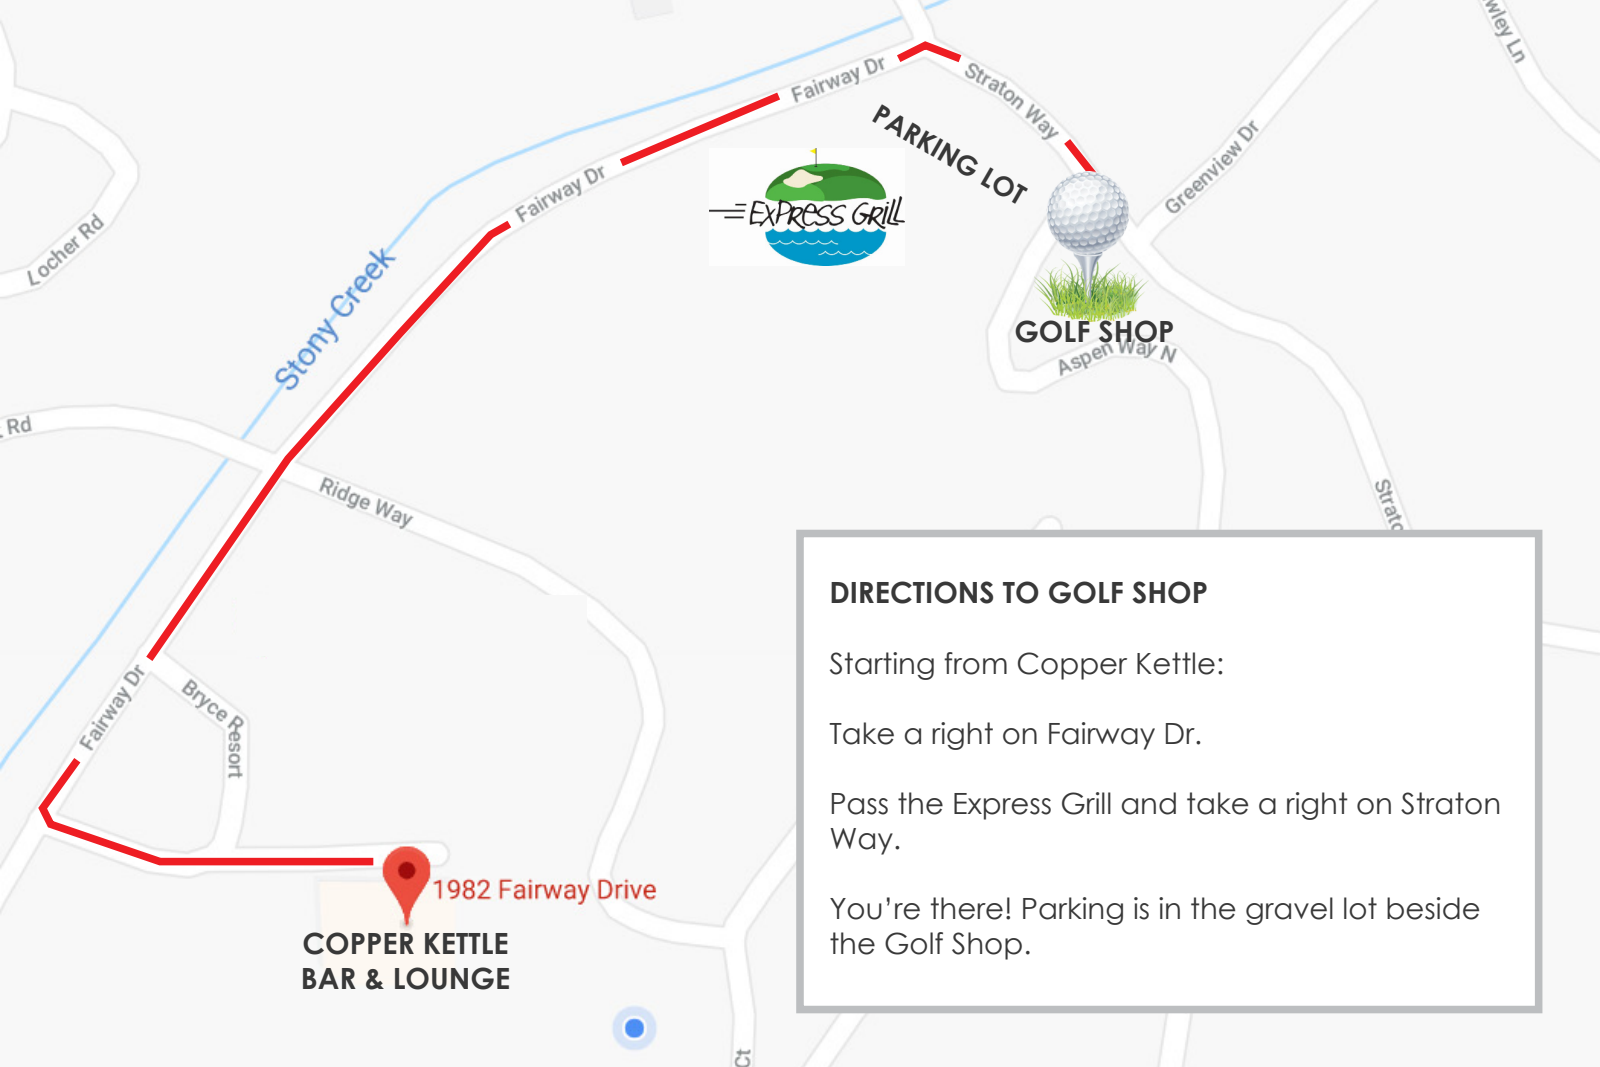 wley Ln
Fairway Dr
Straton Way
PARKING LOT
Greenview Dr
Fairway Dr
EXPRESS GRILL
Locher Rd
Stony Creek
GOLF SHOP
Aspen Way N
Rd
Ridge Way
Strato
DIRECTIONS TO GOLF SHOP
Starting from Copper Kettle:
Take a right on Fairway Dr.
Pass the Express Grill and take a right on Straton
Way.
You're there! Parking is in the gravel lot beside
the Golf Shop.
Fairway Dr
Bryce Resort
1982 Fairway Drive
COPPER KETTLE
BAR & LOUNGE
Ct